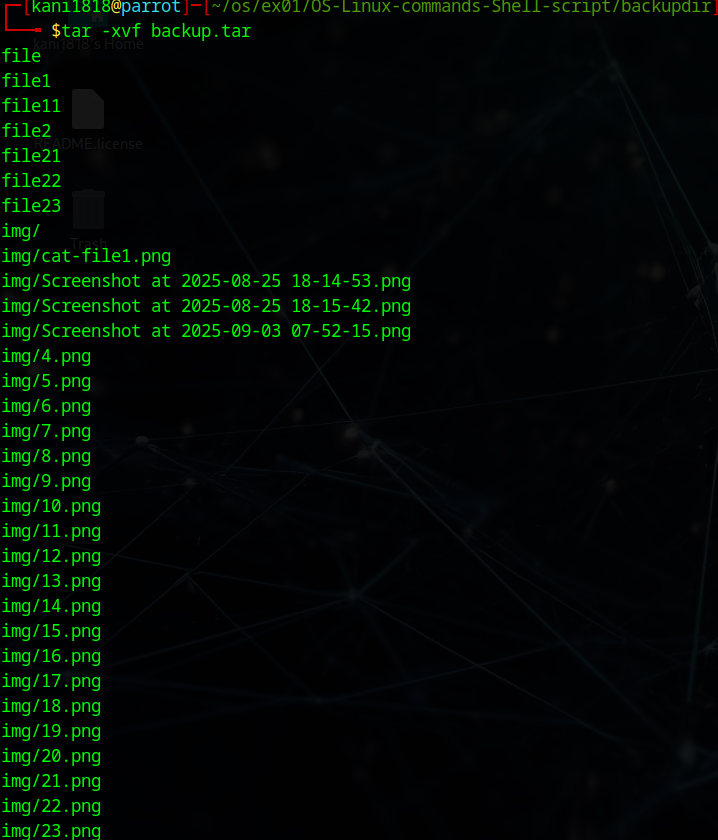 ┌─[kani1818@parrot]─[~/os/ex01/OS-Linux-commands-Shell-script/backupdir]
└──╼ $tar -xvf backup.tar
kani1818's Home
file
file1
file11
file2
README.license
file21
file22
file23
img/
Trash
img/cat-file1.png
img/Screenshot at 2025-08-25 18-14-53.png
img/Screenshot at 2025-08-25 18-15-42.png
img/Screenshot at 2025-09-03 07-52-15.png
img/4.png
img/5.png
img/6.png
img/7.png
img/8.png
img/9.png
img/10.png
img/11.png
img/12.png
img/13.png
img/14.png
img/15.png
img/16.png
img/17.png
img/18.png
img/19.png
img/20.png
img/21.png
img/22.png
img/23.png